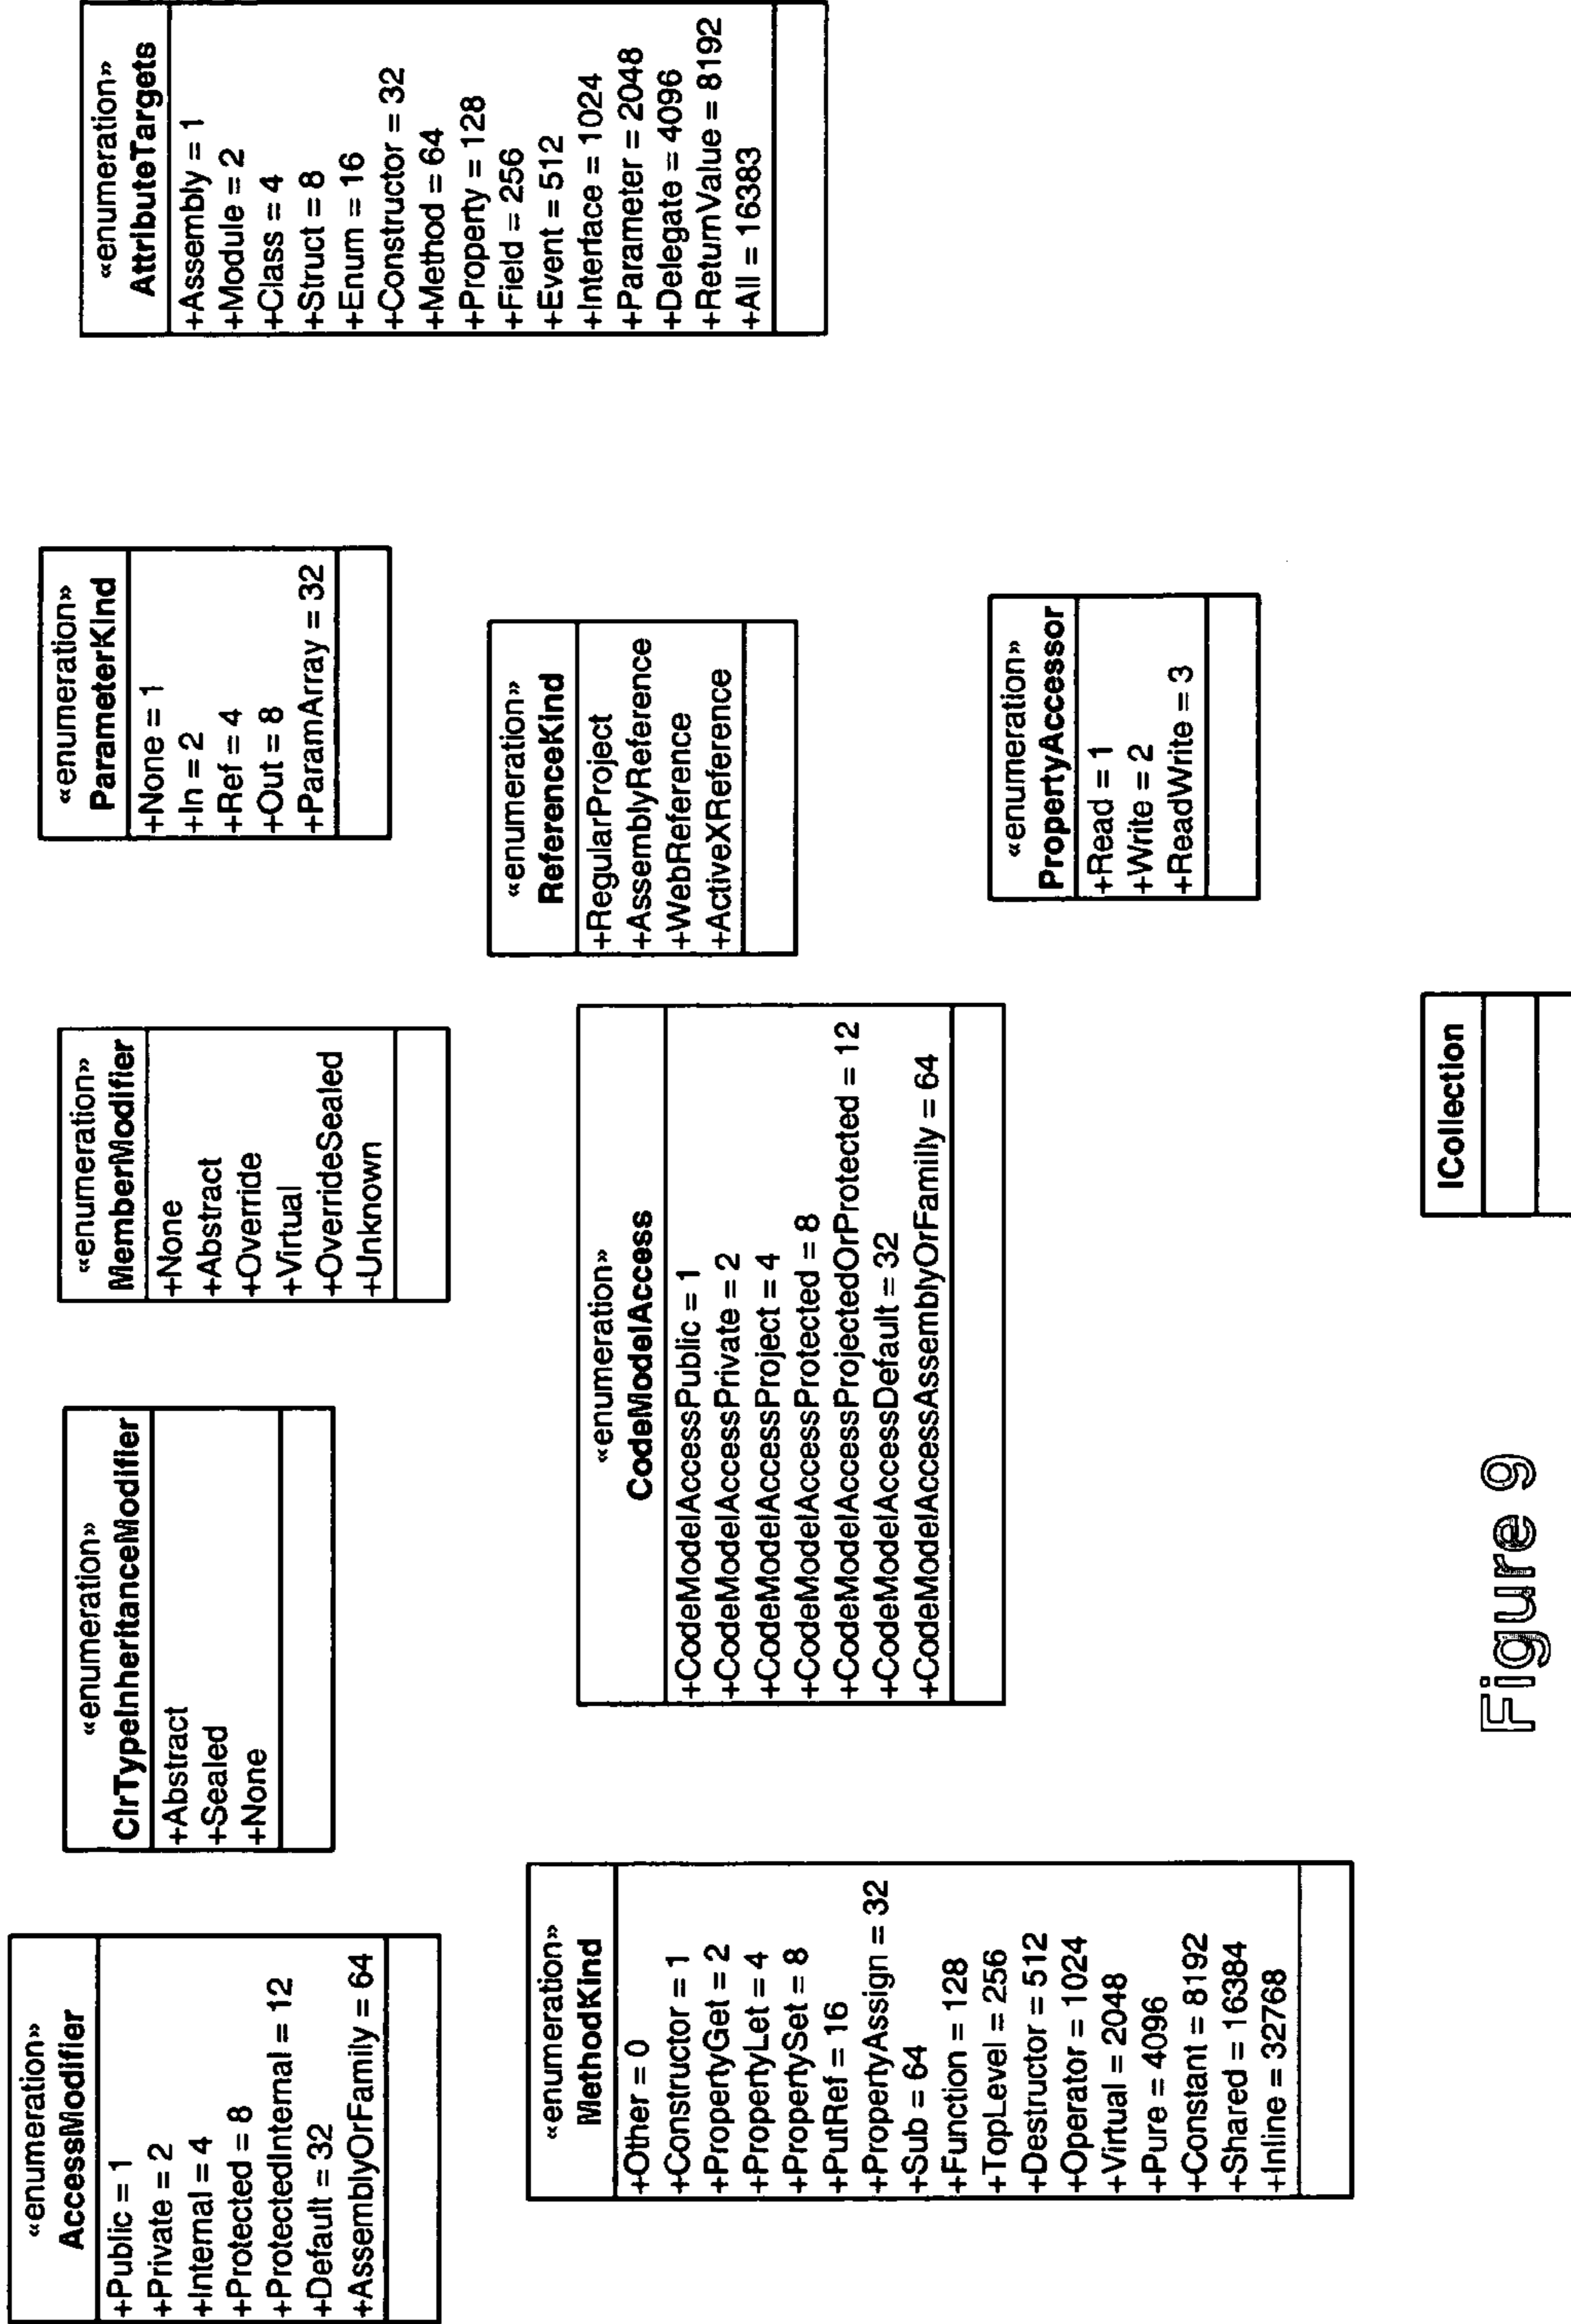 «enumeration»
AccessModifier
+Public = 1
+Private = 2
+Internal = 4
+Protected = 8
+ProtectedInternal = 12
+Default = 32
+AssemblyOrFamily = 64
«enumeration»
ClrTypeInheritanceModifier
+Abstract
+Sealed
+None
«enumeration»
MemberModifier
+None
+Abstract
+Override
+Virtual
+OverrideSealed
+Unknown
«enumeration»
ParameterKind
+None = 1
+In = 2
+Ref = 4
+Out = 8
+ParamArray = 32
«enumeration»
AttributeTargets
+Assembly = 1
+Module = 2
+Class = 4
+Struct = 8
+Enum = 16
+Constructor = 32
+Method = 64
+Property = 128
+Field = 256
+Event = 512
+Interface = 1024
+Parameter = 2048
+Delegate = 4096
+ReturnValue = 8192
+All = 16383
«enumeration»
MethodKind
+Other = 0
+Constructor = 1
+PropertyGet = 2
+PropertyLet = 4
+PropertySet = 8
+PutRef = 16
+PropertyAssign = 32
+Sub = 64
+Function = 128
+TopLevel = 256
+Destructor = 512
+Operator = 1024
+Virtual = 2048
+Pure = 4096
+Constant = 8192
+Shared = 16384
+Inline = 32768
«enumeration»
CodeModelAccess
+CodeModelAccessPublic = 1
+CodeModelAccessPrivate = 2
+CodeModelAccessProject = 4
+CodeModelAccessProtected = 8
+CodeModelAccessProjectedOrProtected = 12
+CodeModelAccessDefault = 32
+CodeModelAccessAssemblyOrFamilly = 64
«enumeration»
ReferenceKind
+RegularProject
+AssemblyReference
+WebReference
+ActiveXReference
«enumeration»
PropertyAccessor
+Read = 1
+Write = 2
+ReadWrite = 3
ICollection
Figure 9